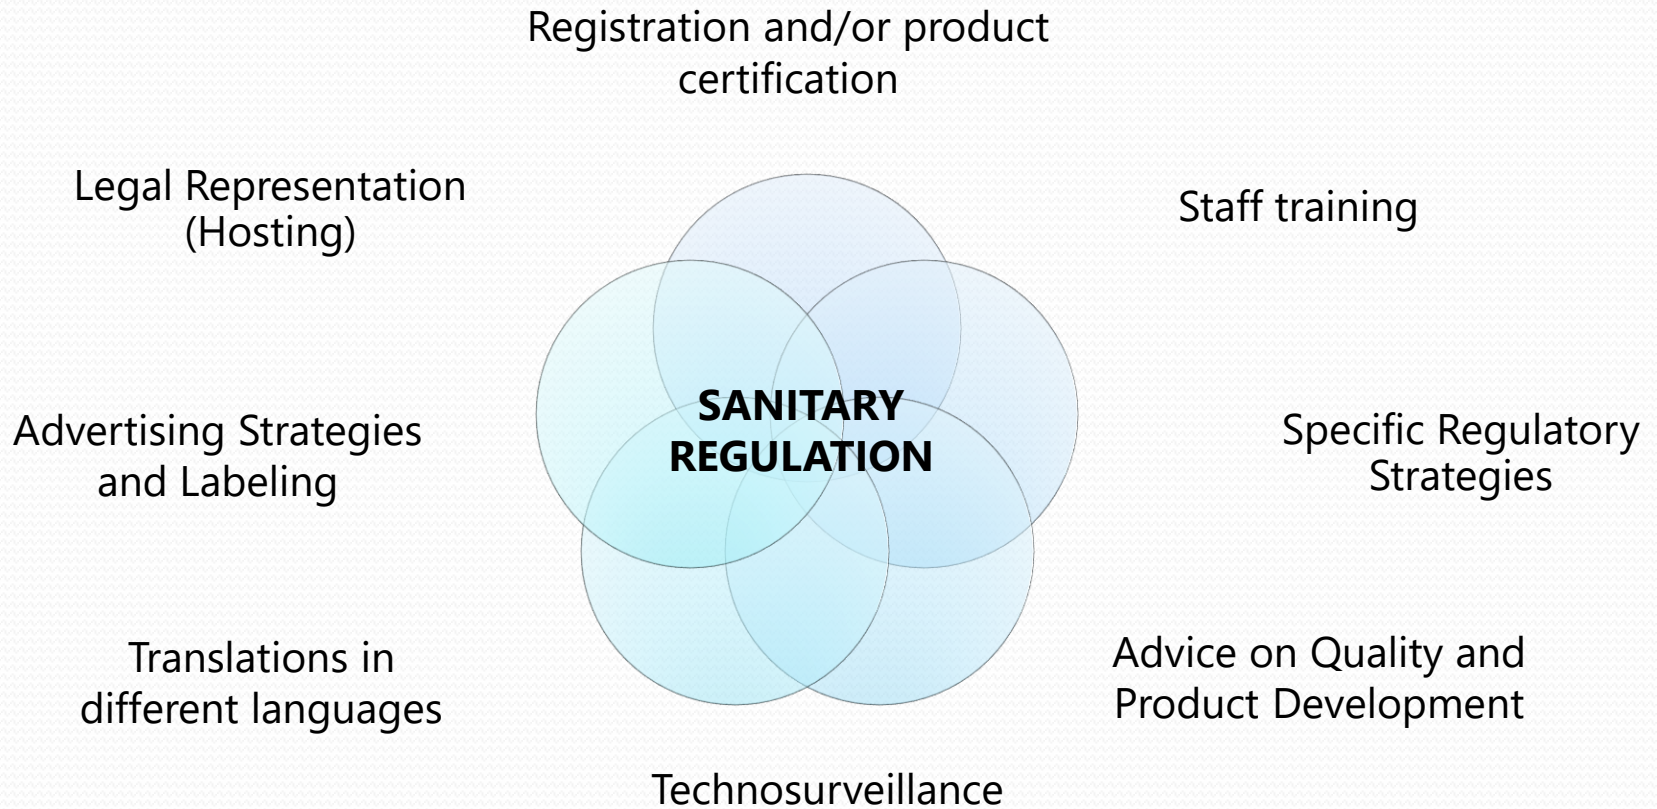 Registration and/or product
certification
Legal Representation
(Hosting)
Staff training
SANITARY
REGULATION
Advertising Strategies
and Labeling
Specific Regulatory
Strategies
Translations in
different languages
Advice on Quality and
Product Development
Technosurveillance